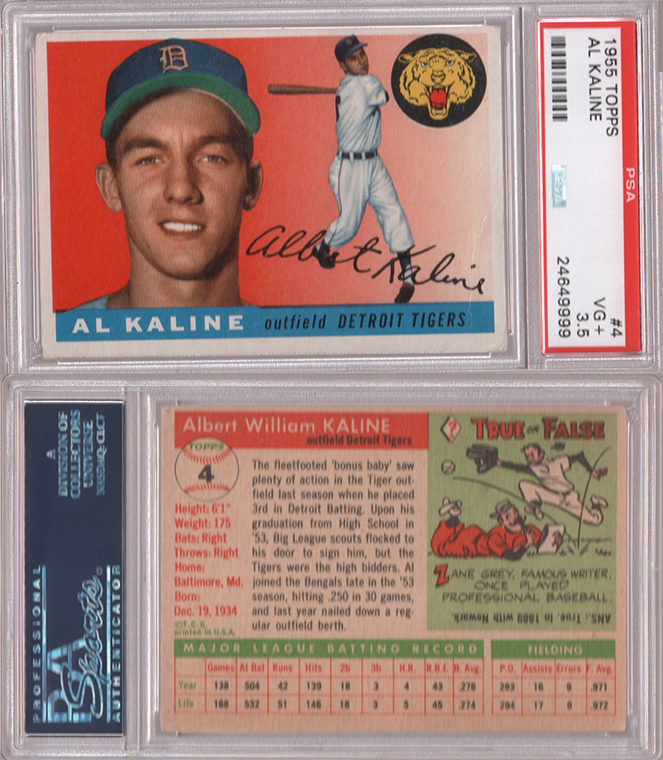 D
Albert Kaline
AL KALINE outfield DETROIT TIGERS
1955 TOPPS
AL KALINE
PSA
#4
VG+
3.5
24649999
A
DIVISION OF
COLLECTORS
UNIVERSE
NASDAQ: CLCT
PROFESSIONAL
PSA
Sports
AUTHENTICATOR
Albert William KALINE
outfield Detroit Tigers
TOPPS
4
Height: 6'1"
Weight: 175
Bats: Right
Throws: Right
Home:
Baltimore, Md.
Born:
Dec. 19, 1934
©T.C.G.
printed in U.S.A.
The fleetfooted 'bonus baby' saw
plenty of action in the Tiger out-
field last season when he placed
3rd in Detroit Batting. Upon his
graduation from High School in
'53, Big League scouts flocked to
his door to sign him, but the
Tigers were the high bidders. Al
joined the Bengals late in the '53
season, hitting .250 in 30 games,
and last year nailed down a reg-
ular outfield berth.
? TRUE OR FALSE
ZANE GREY, FAMOUS WRITER,
ONCE PLAYED
PROFESSIONAL BASEBALL.
ANS.: True. In 1889 with Newark.
MAJOR LEAGUE BATTING RECORD FIELDING
Games At Bat Runs Hits 2b 3b H.R. R.B.I. B. Avg. P.O. Assists Errors F. Avg.
Year 138 504 42 139 18 3 4 43 .276 283 16 9 .971
Life 168 532 51 146 18 3 5 45 .274 294 17 9 .972